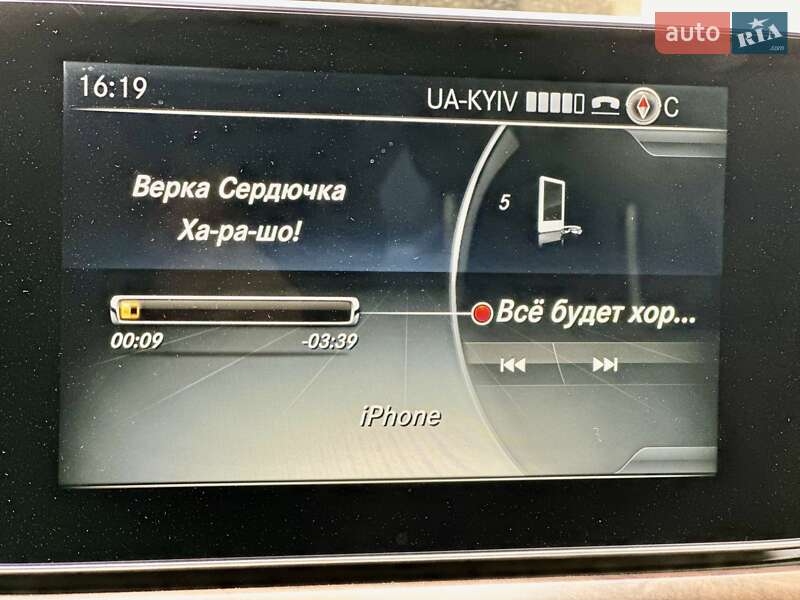 auto RIA .com
16:19
UA-KYIV
C
Верка Сердючка
Ха-ра-шо!
5
Всё будет хор...
00:09
-03:39
iPhone